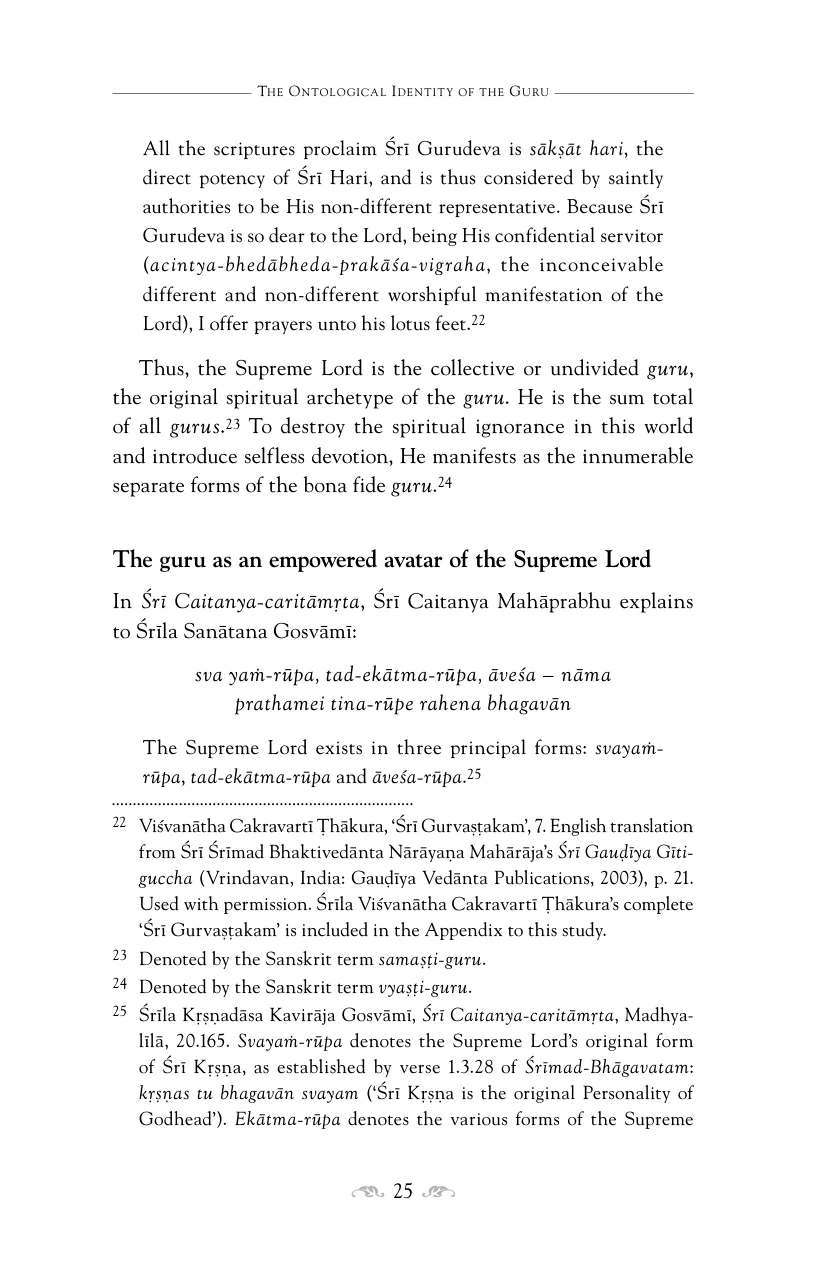 The Ontological Identity of the Guru
All the scriptures proclaim Śrī Gurudeva is sākṣāt hari, the
direct potency of Śrī Hari, and is thus considered by saintly
authorities to be His non-different representative. Because Śrī
Gurudeva is so dear to the Lord, being His confidential servitor
(acintya-bhedābheda-prakāśa-vigraha, the inconceivable
different and non-different worshipful manifestation of the
Lord), I offer prayers unto his lotus feet.22
Thus, the Supreme Lord is the collective or undivided guru,
the original spiritual archetype of the guru. He is the sum total
of all gurus.23 To destroy the spiritual ignorance in this world
and introduce selfless devotion, He manifests as the innumerable
separate forms of the bona fide guru.24
The guru as an empowered avatar of the Supreme Lord
In Śrī Caitanya-caritāmṛta, Śrī Caitanya Mahāprabhu explains
to Śrīla Sanātana Gosvāmī:
sva yaṁ-rūpa, tad-ekātma-rūpa, āveśa – nāma
prathamei tina-rūpe rahena bhagavān
The Supreme Lord exists in three principal forms: svayaṁ-
rūpa, tad-ekātma-rūpa and āveśa-rūpa.25
22 Viśvanātha Cakravartī Ṭhākura, ‘Śrī Gurvaṣṭakam’, 7. English translation
from Śrī Śrīmad Bhaktivedānta Nārāyaṇa Mahārāja’s Śrī Gauḍīya Gīti-
guccha (Vrindavan, India: Gauḍīya Vedānta Publications, 2003), p. 21.
Used with permission. Śrīla Viśvanātha Cakravartī Ṭhākura’s complete
‘Śrī Gurvaṣṭakam’ is included in the Appendix to this study.
23 Denoted by the Sanskrit term samaṣṭi-guru.
24 Denoted by the Sanskrit term vyaṣṭi-guru.
25 Śrīla Kṛṣṇadāsa Kavirāja Gosvāmī, Śrī Caitanya-caritāmṛta, Madhya-
līlā, 20.165. Svayaṁ-rūpa denotes the Supreme Lord’s original form
of Śrī Kṛṣṇa, as established by verse 1.3.28 of Śrīmad-Bhāgavatam:
kṛṣṇas tu bhagavān svayam (‘Śrī Kṛṣṇa is the original Personality of
Godhead’). Ekātma-rūpa denotes the various forms of the Supreme
25